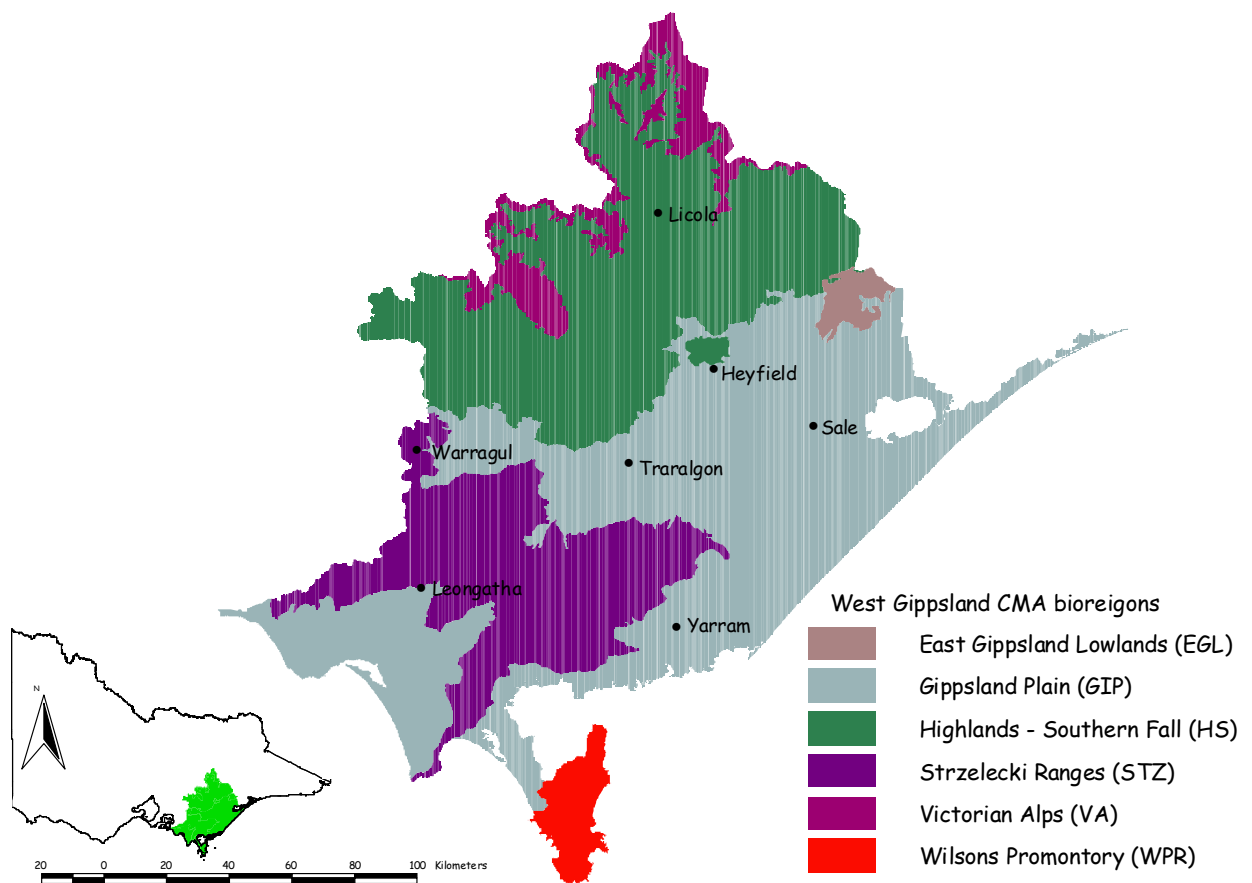 Licola
Heyfield
Sale
Warragul
Traralgon
Leongatha
Yarram
West Gippsland CMA bioreigons
East Gippsland Lowlands (EGL)
Gippsland Plain (GIP)
Highlands - Southern Fall (HS)
Strzelecki Ranges (STZ)
Victorian Alps (VA)
Wilsons Promontory (WPR)
N
20 0 20 40 60 80 100 Kilometers